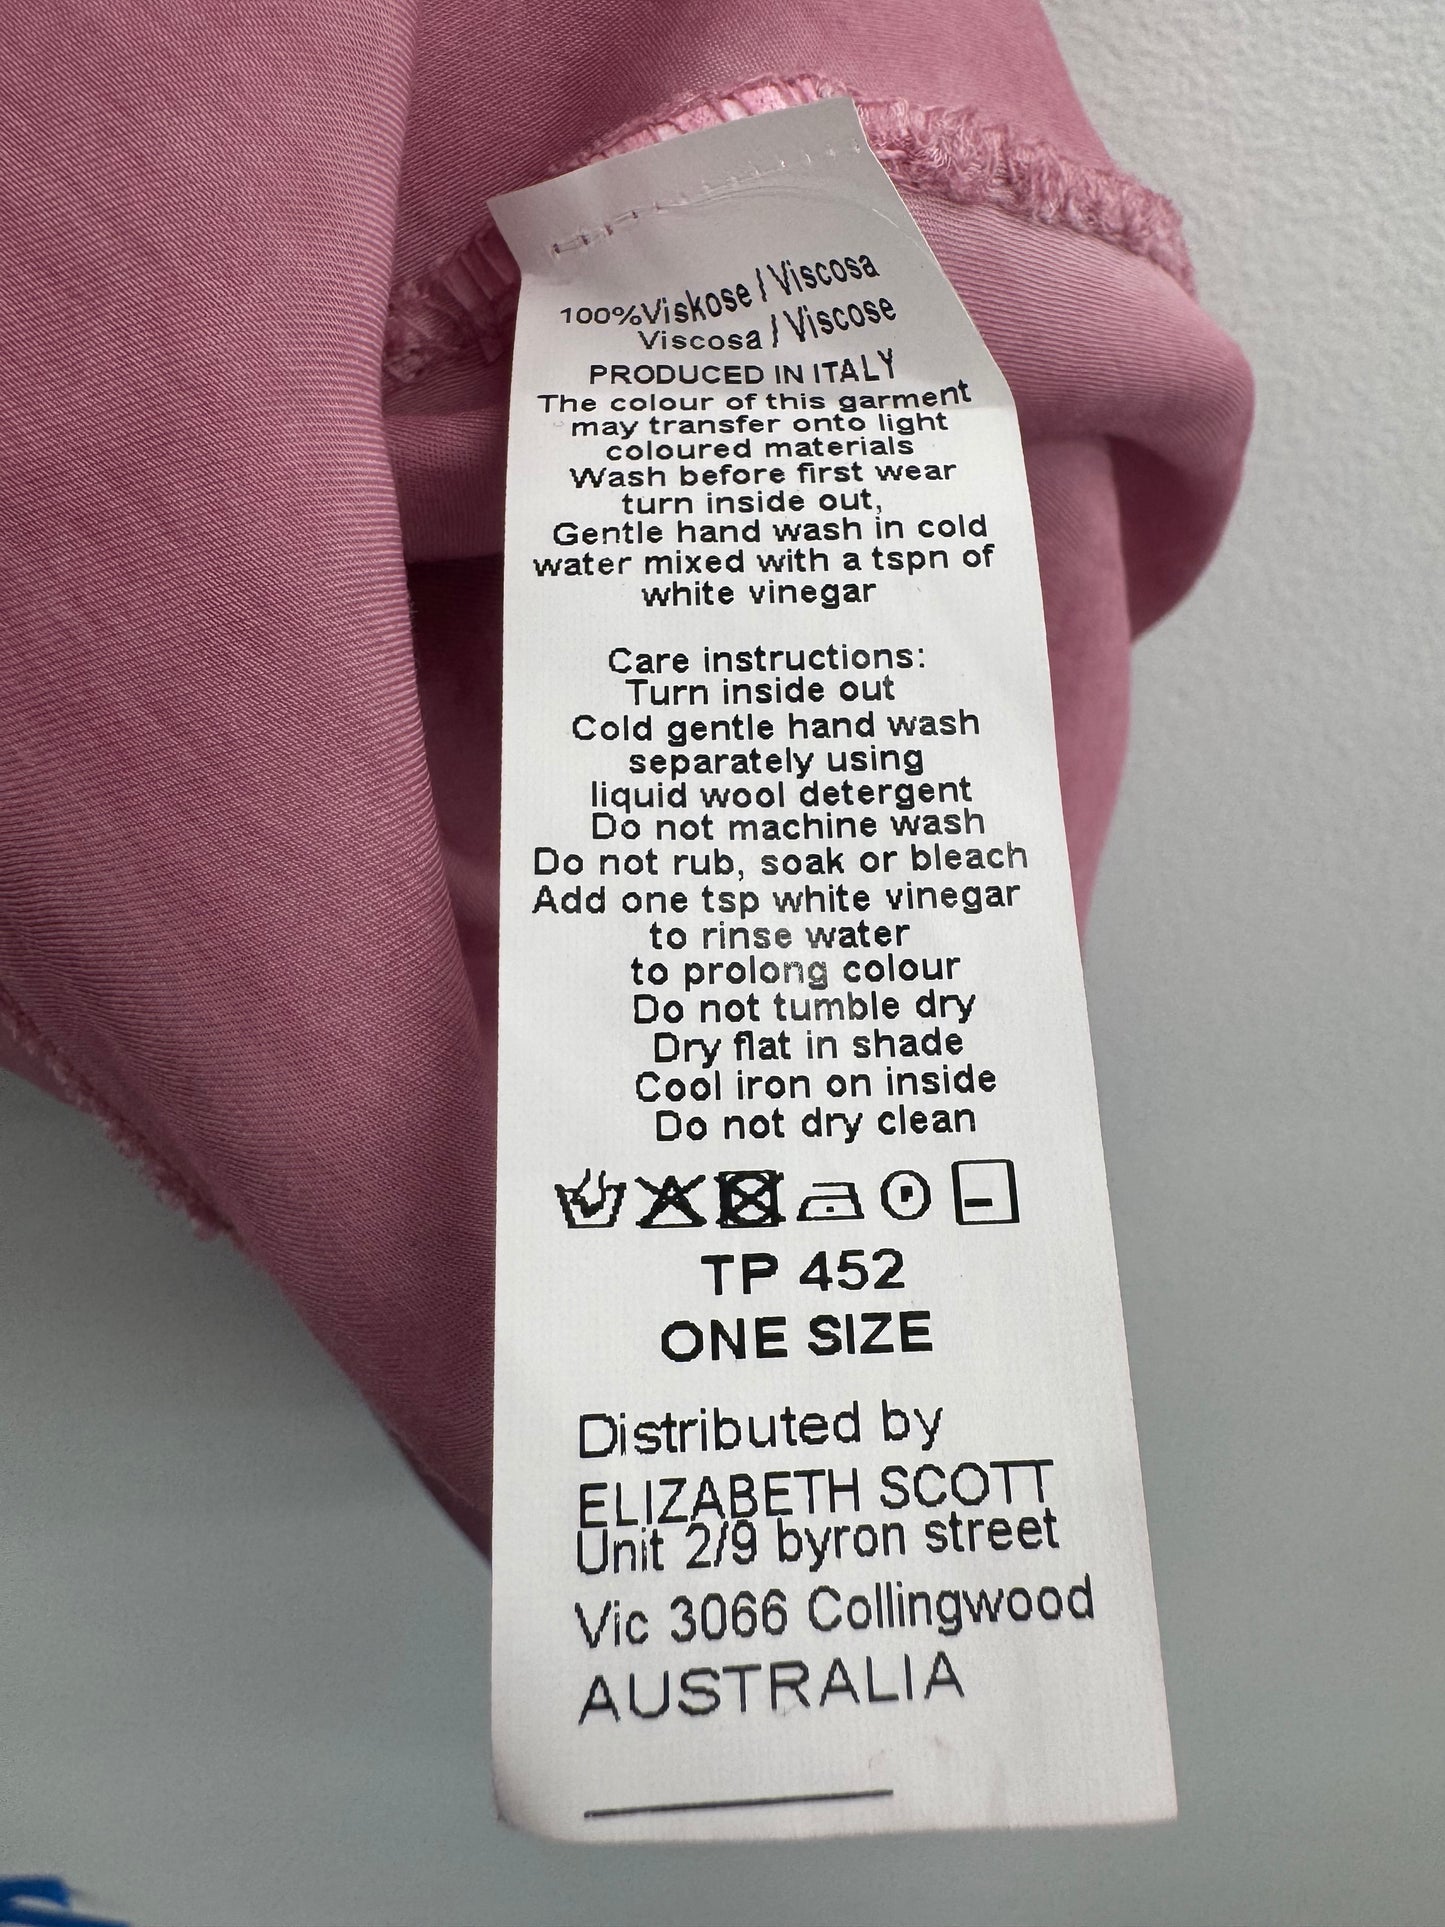 100%Viskose / Viscosa
Viscosa / Viscose
PRODUCED IN ITALY
The colour of this garment
may transfer onto light
coloured materials
Wash before first wear
turn inside out,
Gentle hand wash in cold
water mixed with a tspn of
white vinegar
Care instructions:
Turn inside out
Cold gentle hand wash
separately using
liquid wool detergent
Do not machine wash
Do not rub, soak or bleach
Add one tsp white vinegar
to rinse water
to prolong colour
Do not tumble dry
Dry flat in shade
Cool iron on inside
Do not dry clean
P
TP 452
ONE SIZE
Distributed by
ELIZABETH SCOTT
Unit 2/9 byron street
Vic 3066 Collingwood
AUSTRALIA